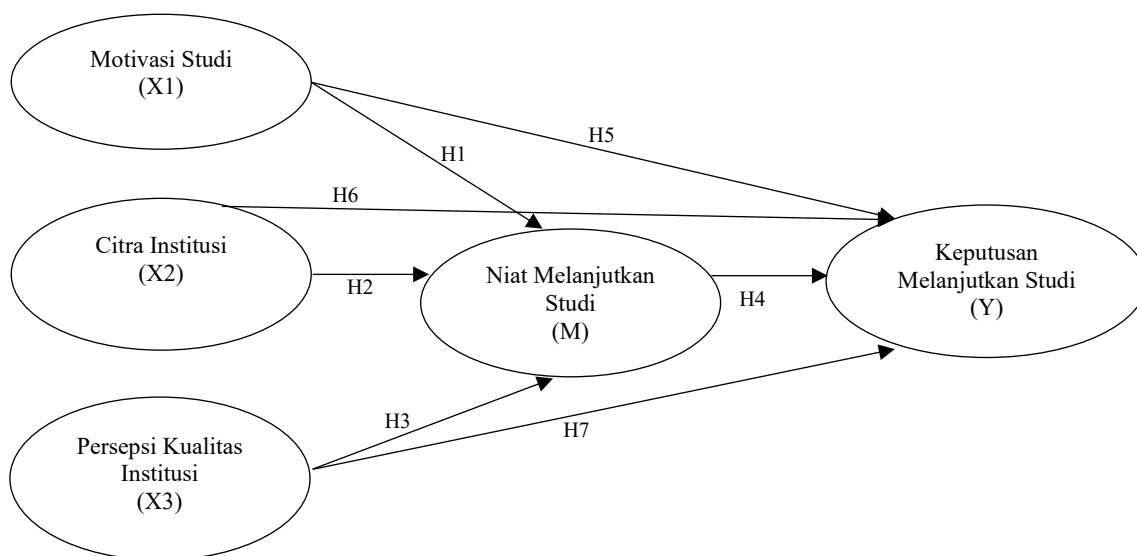 Motivasi Studi
(X1)
H5
H1
H6
Citra Institusi
(X2)
H2
Niat Melanjutkan
Studi
(M)
H4
Keputusan
Melanjutkan Studi
(Y)
H3
H7
Persepsi Kualitas
Institusi
(X3)